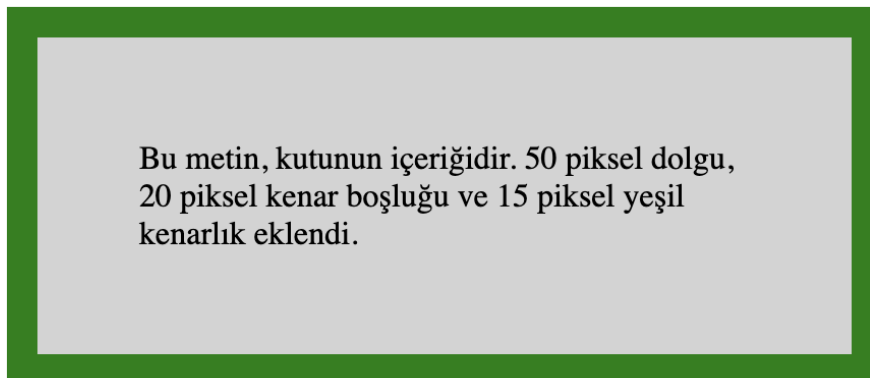 Bu metin, kutunun içeriğidir. 50 piksel dolgu,
20 piksel kenar boşluğu ve 15 piksel yeşil
kenarlık eklendi.